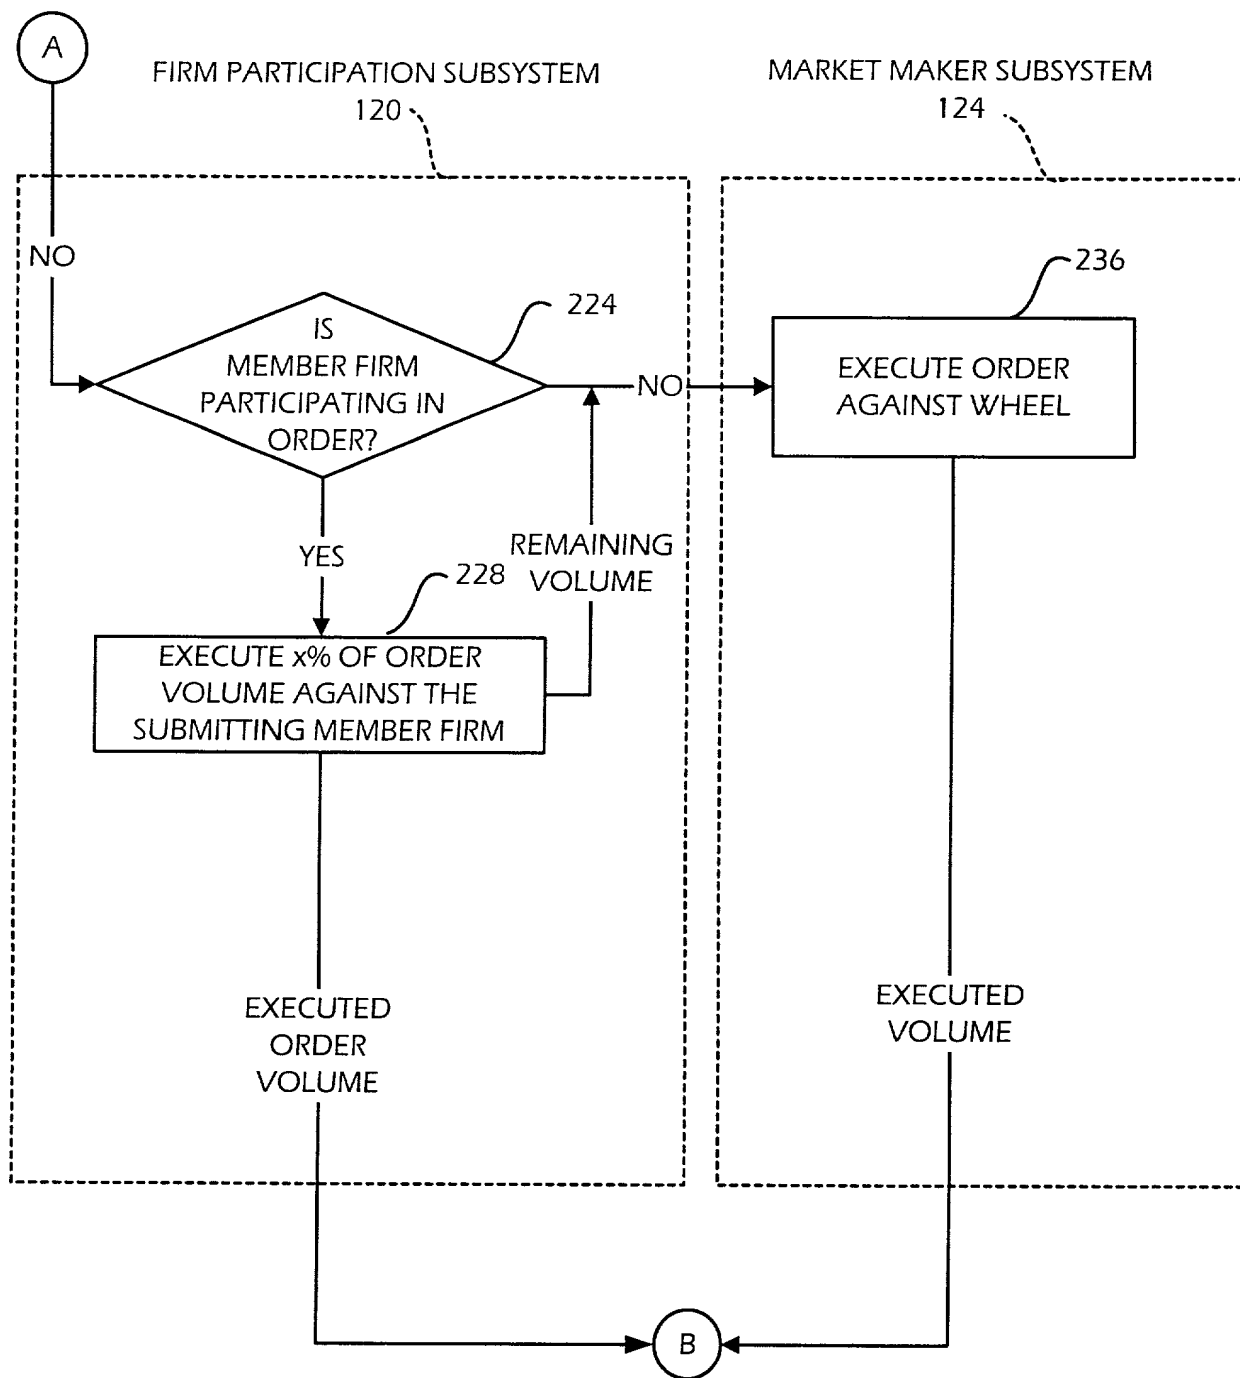 A
FIRM PARTICIPATION SUBSYSTEM
120
MARKET MAKER SUBSYSTEM
124
NO
236
224
IS
MEMBER FIRM
PARTICIPATING IN
ORDER?
NO
EXECUTE ORDER
AGAINST WHEEL
YES
REMAINING
VOLUME
228
EXECUTE x% OF ORDER
VOLUME AGAINST THE
SUBMITTING MEMBER FIRM
EXECUTED
ORDER
VOLUME
EXECUTED
VOLUME
B